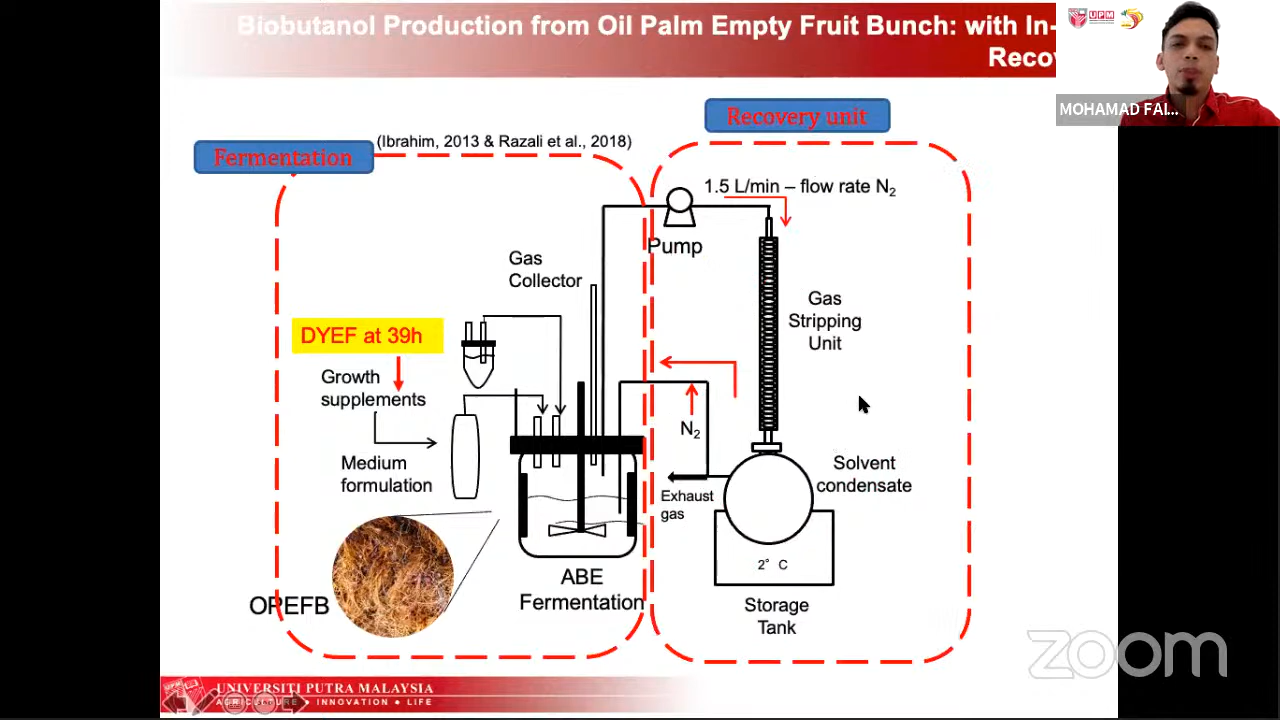 Biobutanol Production from Oil Palm Empty Fruit Bunch: with In-
Reco
UPM
MOHAMAD FAI...
Recovery unit
Fermentation
(Ibrahim, 2013 & Razali et al., 2018)
1.5 L/min – flow rate N₂
Pump
Gas
Collector
Gas
Stripping
Unit
DYEF at 39h
Growth
supplements
N₂
Medium
formulation
Solvent
condensate
Exhaust
gas
2° C
ABE
Fermentation
OPEFB
Storage
Tank
zoom
UNIVERSITI PUTRA MALAYSIA
AGRICULTURE • INNOVATION • LIFE